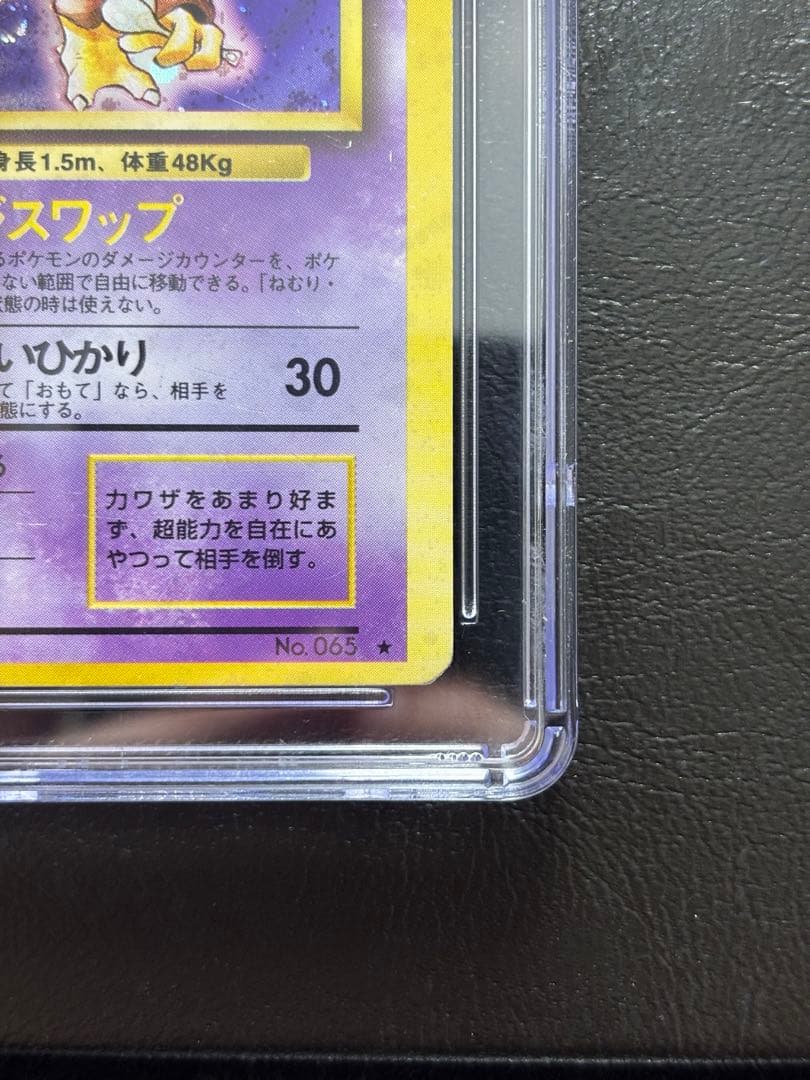 身長1.5m、体重48Kg
ジスワップ
るポケモンのダメージカウンターを、ポケ
ない範囲で自由に移動できる。「ねむり・
状態の時は使えない。
いひかり 30
て「おもて」なら、相手を
態にする。
カワザをあまり好ま
ず、超能力を自在にあ
やつって相手を倒す。
No.065 ★